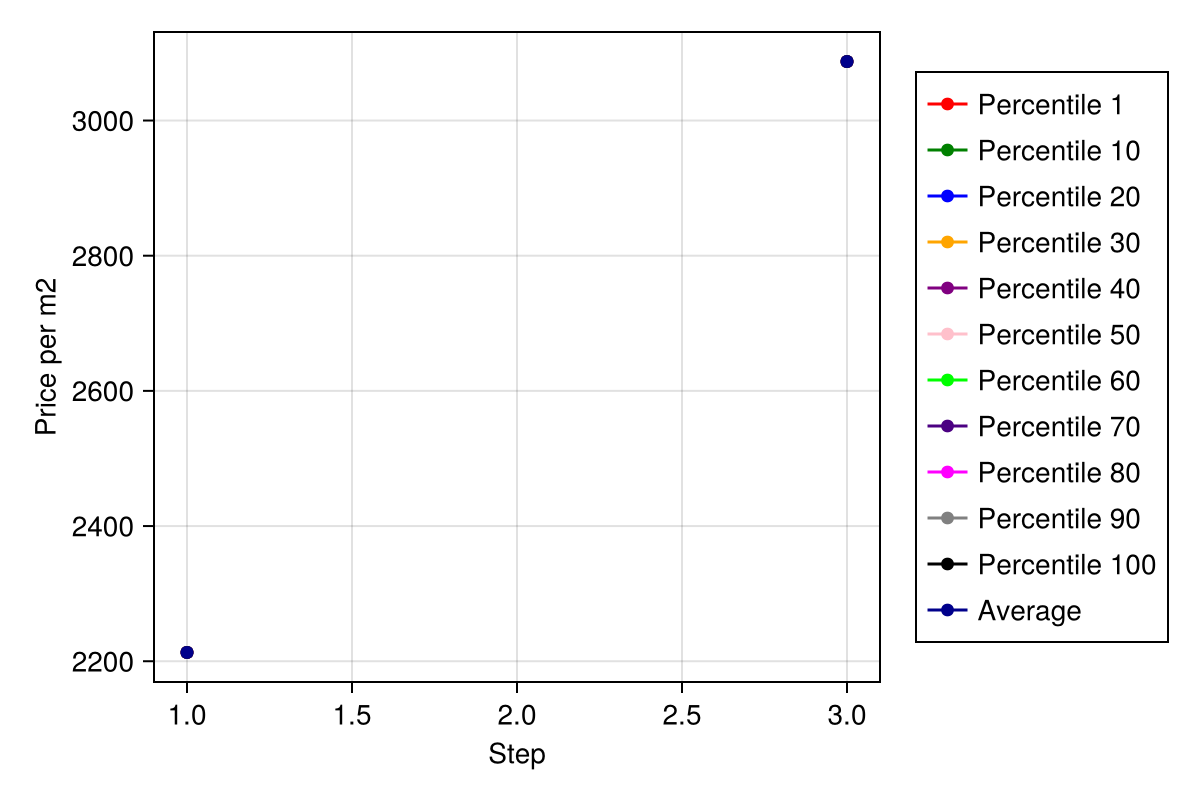 3000
2800
2600
2400
2200
Price per m2
1.0 1.5 2.0 2.5 3.0
Step
Percentile 1
Percentile 10
Percentile 20
Percentile 30
Percentile 40
Percentile 50
Percentile 60
Percentile 70
Percentile 80
Percentile 90
Percentile 100
Average